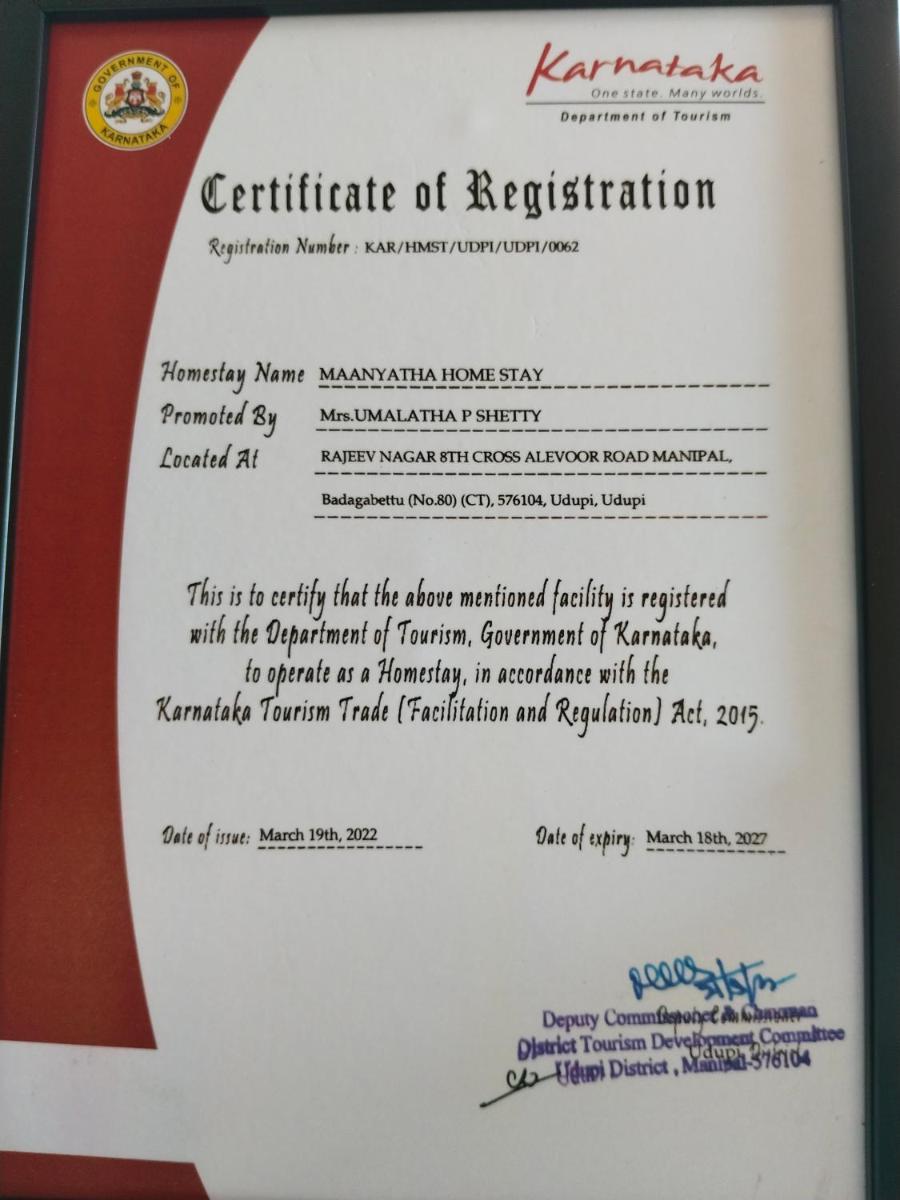 GOVERNMENT OF KARNATAKA
Karnataka
One state. Many worlds.
Department of Tourism
Certificate of Registration
Registration Number : KAR/HMST/UDPI/UDPI/0062
Homestay Name MAANYATHA HOME STAY
Promoted By Mrs.UMALATHA P SHETTY
Located At RAJEEV NAGAR 8TH CROSS ALEVOOR ROAD MANIPAL,
Badagabettu (No.80) (CT), 576104, Udupi, Udupi
This is to certify that the above mentioned facility is registered
with the Department of Tourism, Government of Karnataka,
to operate as a Homestay, in accordance with the
Karnataka Tourism Trade (Facilitation and Regulation) Act, 2015.
Date of issue: March 19th, 2022 Date of expiry: March 18th, 2027
Deputy Commissioner & Chairman
District Tourism Development Committee
Udupi District , Manipal-576104